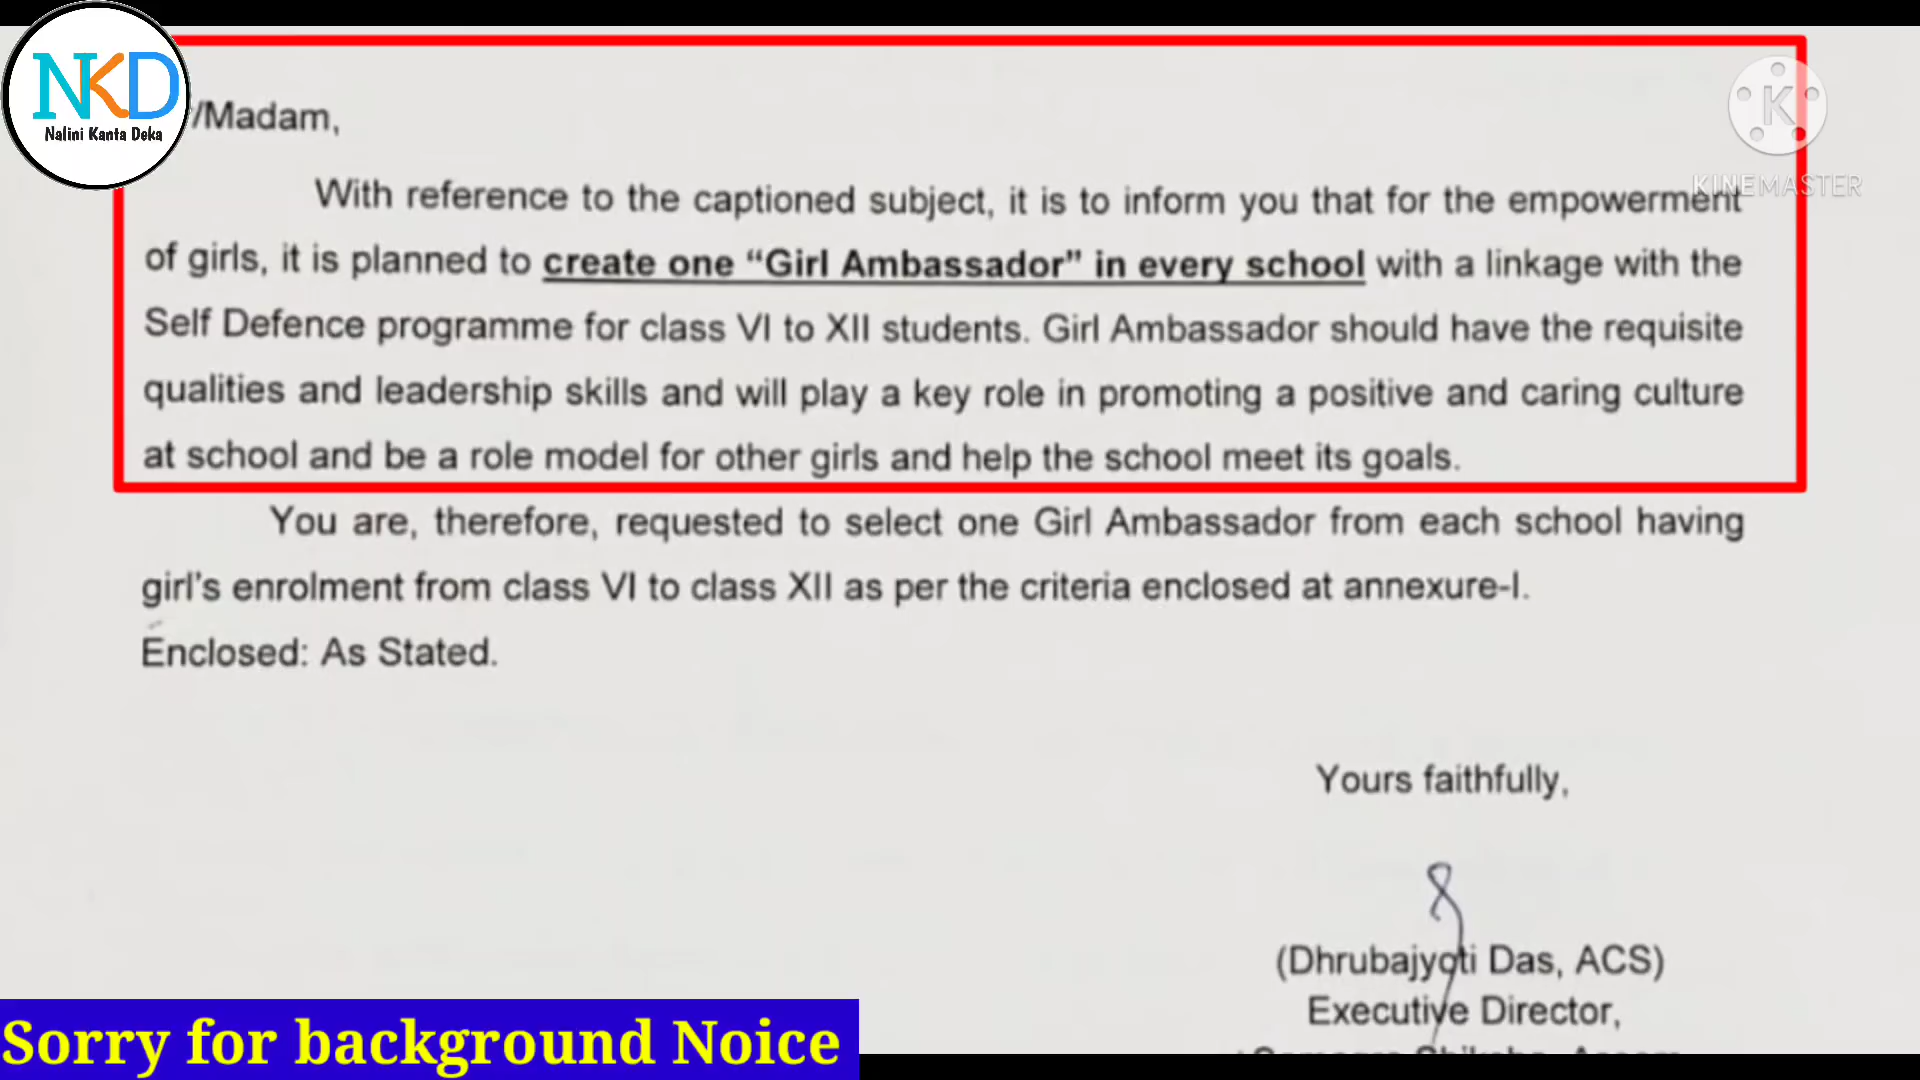 NKD
Nalini Kanta Deka
/Madam,
K
KINEMASTER
With reference to the captioned subject, it is to inform you that for the empowerment
of girls, it is planned to create one “Girl Ambassador” in every school with a linkage with the
Self Defence programme for class VI to XII students. Girl Ambassador should have the requisite
qualities and leadership skills and will play a key role in promoting a positive and caring culture
at school and be a role model for other girls and help the school meet its goals.
You are, therefore, requested to select one Girl Ambassador from each school having
girl’s enrolment from class VI to class XII as per the criteria enclosed at annexure-I.
Enclosed: As Stated.
Yours faithfully,
(Dhrubajyoti Das, ACS)
Executive Director,
Sorry for background Noice